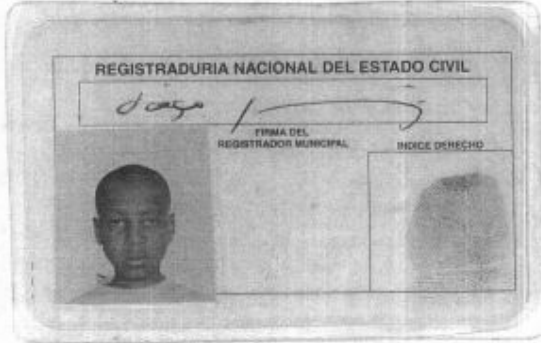 REGISTRADURIA NACIONAL DEL ESTADO CIVIL
FIRMA DEL
REGISTRADOR MUNICIPAL
INDICE DERECHO